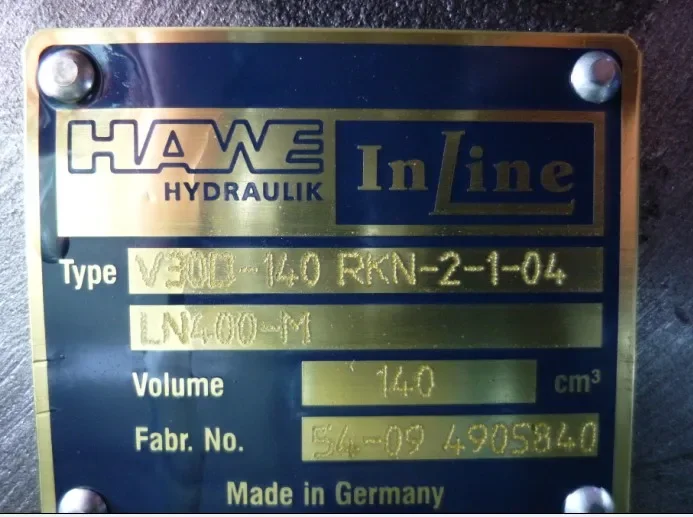 HAWE
HYDRAULIK
InLine
Type V30D-140 RKN-2-1-04
LN400-M
Volume 140 cm³
Fabr. No. 54-09 4905840
Made in Germany